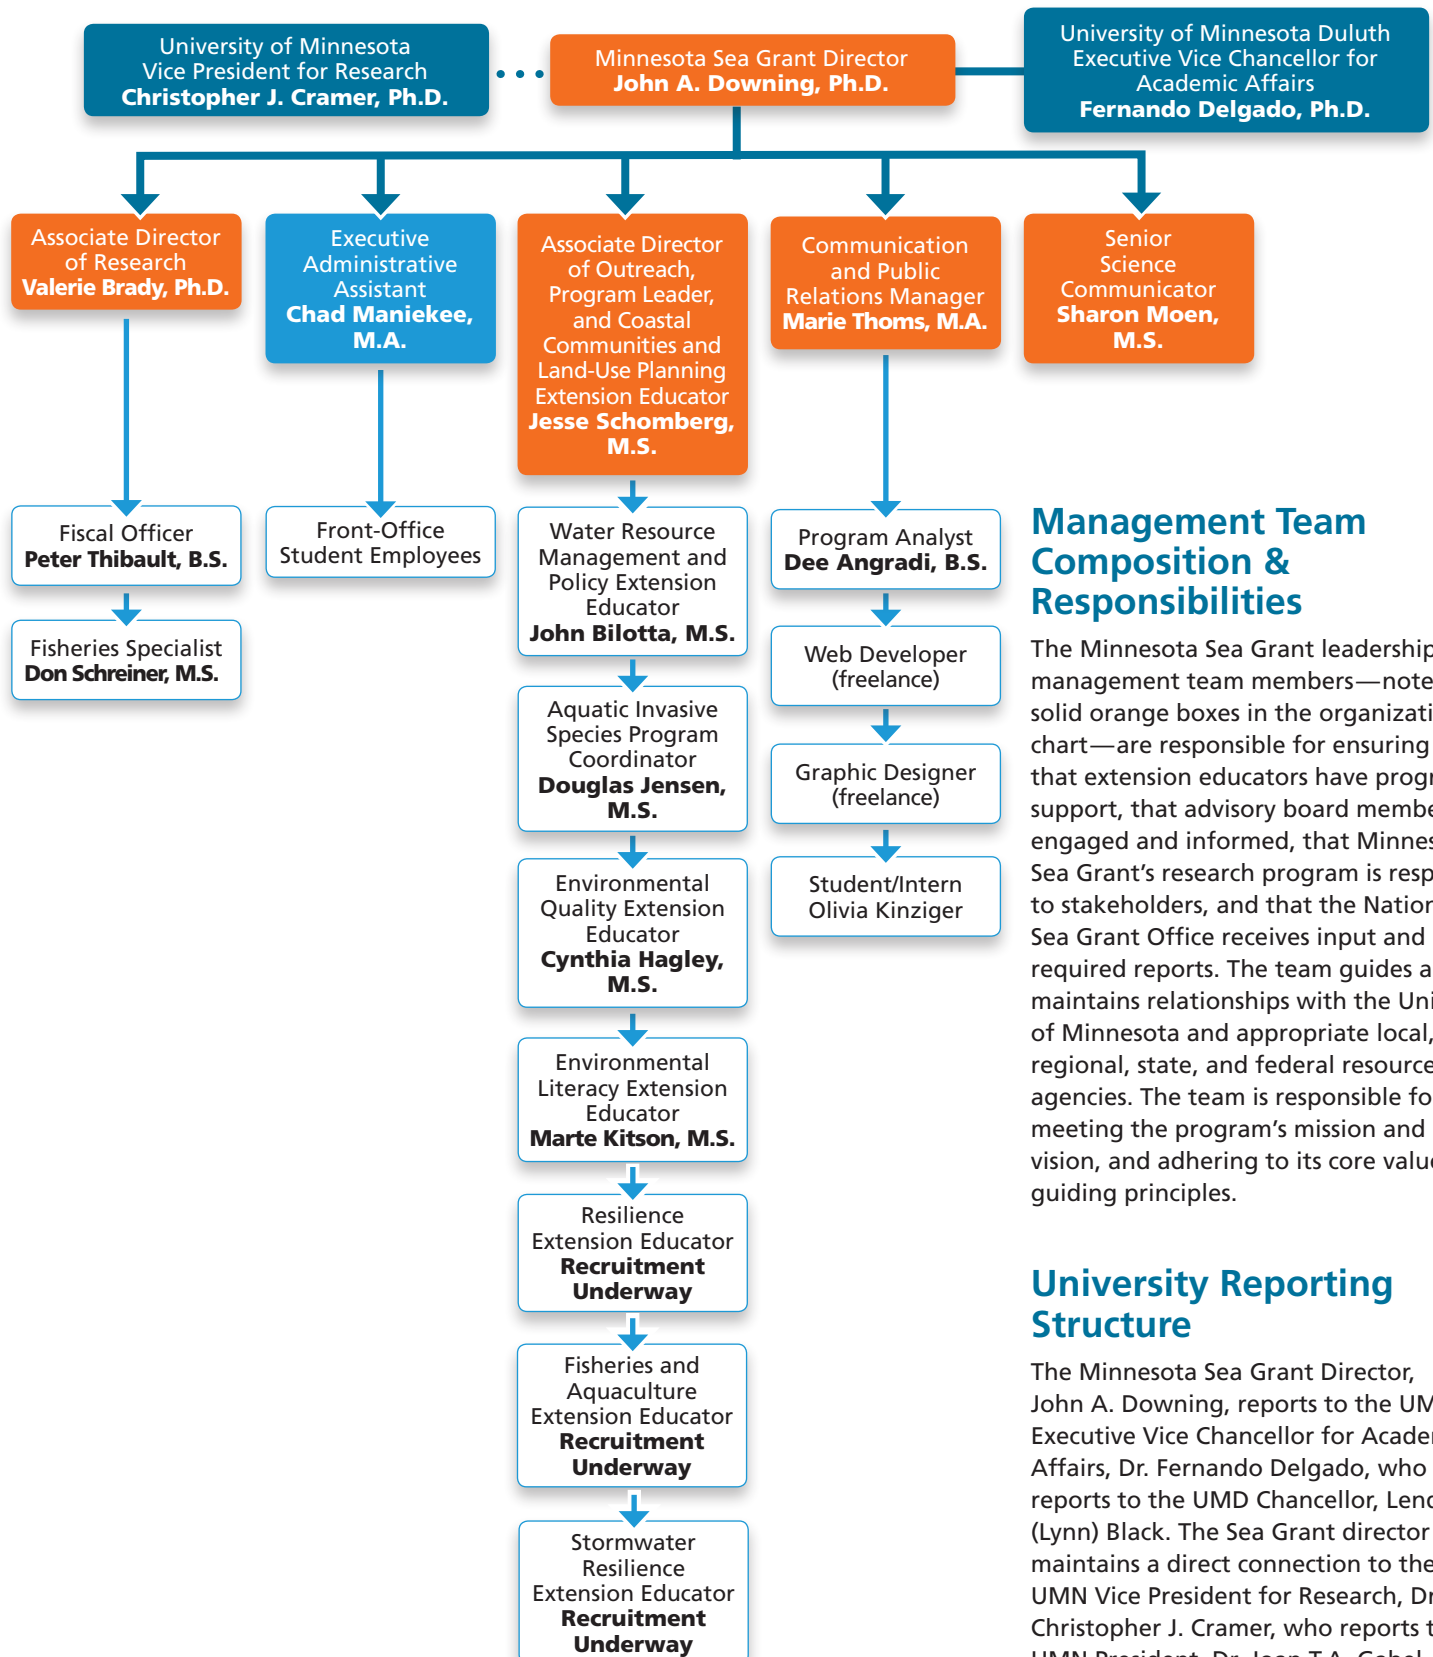 University of Minnesota
Vice President for Research
Christopher J. Cramer, Ph.D.
Minnesota Sea Grant Director
John A. Downing, Ph.D.
University of Minnesota Duluth
Executive Vice Chancellor for
Academic Affairs
Fernando Delgado, Ph.D.
Associate Director
of Research
Valerie Brady, Ph.D.
Executive
Administrative
Assistant
Chad Maniekee,
M.A.
Associate Director
of Outreach,
Program Leader,
and Coastal
Communities and
Land-Use Planning
Extension Educator
Jesse Schomberg,
M.S.
Communication
and Public
Relations Manager
Marie Thoms, M.A.
Senior
Science
Communicator
Sharon Moen,
M.S.
Fiscal Officer
Peter Thibault, B.S.
Fisheries Specialist
Don Schreiner, M.S.
Front-Office
Student Employees
Water Resource
Management and
Policy Extension
Educator
John Bilotta, M.S.
Aquatic Invasive
Species Program
Coordinator
Douglas Jensen,
M.S.
Environmental
Quality Extension
Educator
Cynthia Hagley,
M.S.
Environmental
Literacy Extension
Educator
Marte Kitson, M.S.
Resilience
Extension Educator
Recruitment
Underway
Fisheries and
Aquaculture
Extension Educator
Recruitment
Underway
Stormwater
Resilience
Extension Educator
Recruitment
Underway
Program Analyst
Dee Angradi, B.S.
Web Developer
(freelance)
Graphic Designer
(freelance)
Student/Intern
Olivia Kinziger
Management Team
Composition &
Responsibilities
The Minnesota Sea Grant leadership
management team members—note
solid orange boxes in the organizati
chart—are responsible for ensuring
that extension educators have progr
support, that advisory board membe
engaged and informed, that Minnes
Sea Grant's research program is resp
to stakeholders, and that the Nation
Sea Grant Office receives input and
required reports. The team guides a
maintains relationships with the Uni
of Minnesota and appropriate local,
regional, state, and federal resource
agencies. The team is responsible fo
meeting the program's mission and
vision, and adhering to its core value
guiding principles.
University Reporting
Structure
The Minnesota Sea Grant Director,
John A. Downing, reports to the UM
Executive Vice Chancellor for Acader
Affairs, Dr. Fernando Delgado, who
reports to the UMD Chancellor, Lend
(Lynn) Black. The Sea Grant director
maintains a direct connection to the
UMN Vice President for Research, Dr
Christopher J. Cramer, who reports t
UMN President, Dr. Joan T.A. Gabel